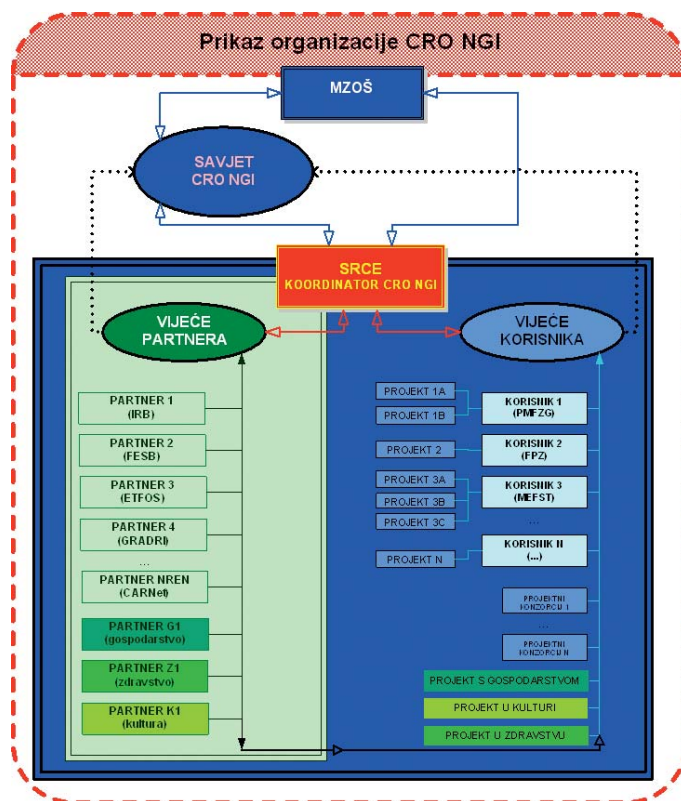 Prikaz organizacije CRO NGI
MZOŠ
SAVJET
CRO NGI
SRCE
KOORDINATOR CRO NGI
VIJEĆE
PARTNERA
VIJEĆE
KORISNIKA
PARTNER 1
(IRB)
PARTNER 2
(FESB)
PARTNER 3
(ETFOS)
PARTNER 4
(GRADRI)
...
PARTNER NREN
(CARNet)
PARTNER G1
(gospodarstvo)
PARTNER Z1
(zdravstvo)
PARTNER K1
(kultura)
PROJEKT 1A
PROJEKT 1B
KORISNIK 1
(PMFZG)
PROJEKT 2
KORISNIK 2
(FPZ)
PROJEKT 3A
PROJEKT 3B
PROJEKT 3C
KORISNIK 3
(MEFST)
...
PROJEKT N
KORISNIK N
(...)
PROJEKTNI
KONZORCIJ I
...
PROJEKTNI
KONZORCIJ N
PROJEKT S GOSPODARSTVOM
PROJEKT U KULTURI
PROJEKT U ZDRAVSTVU